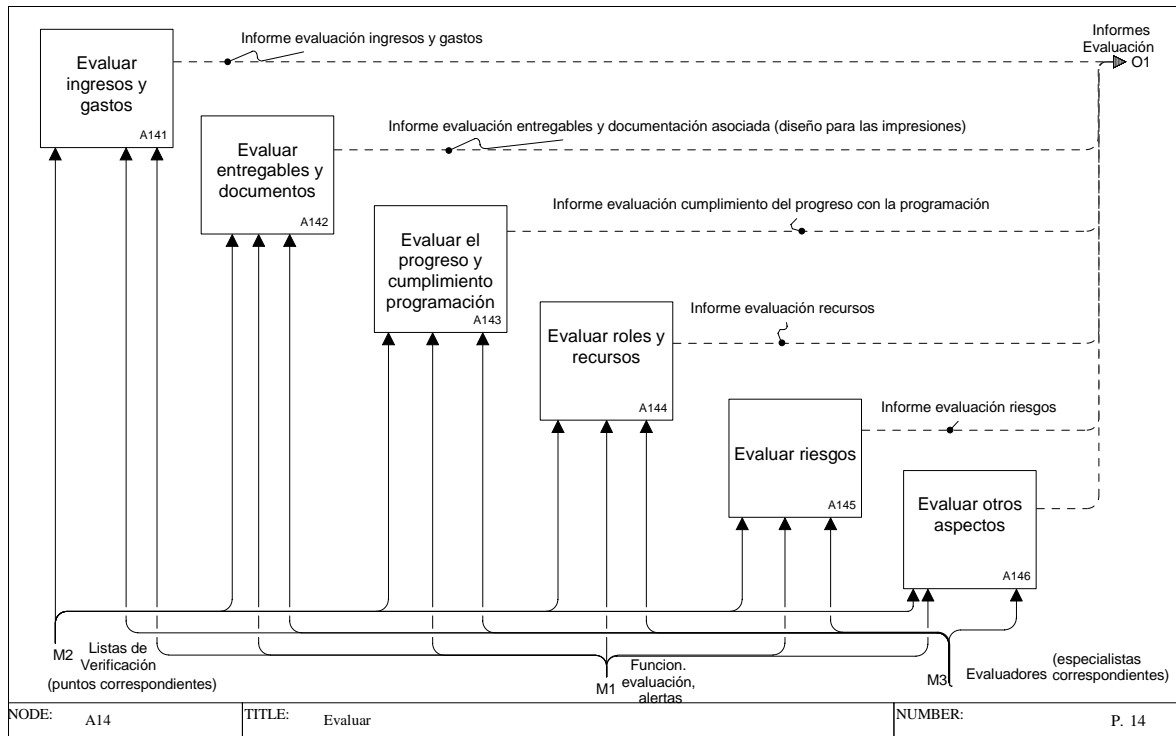 Informes
Evaluación
O1
Informe evaluación ingresos y gastos
Evaluar
ingresos y
gastos
A141
Informe evaluación entregables y documentación asociada (diseño para las impresiones)
Evaluar
entregables y
documentos
A142
Informe evaluación cumplimiento del progreso con la programación
Evaluar el
progreso y
cumplimiento
programación
A143
Informe evaluación recursos
Evaluar roles y
recursos
A144
Informe evaluación riesgos
Evaluar riesgos
A145
Evaluar otros
aspectos
A146
M2
Listas de
Verificación
(puntos correspondientes)
M1
Funcion.
evaluación,
alertas
M3
Evaluadores
(especialistas
correspondientes)
NODE: A14
TITLE: Evaluar
NUMBER: P. 14